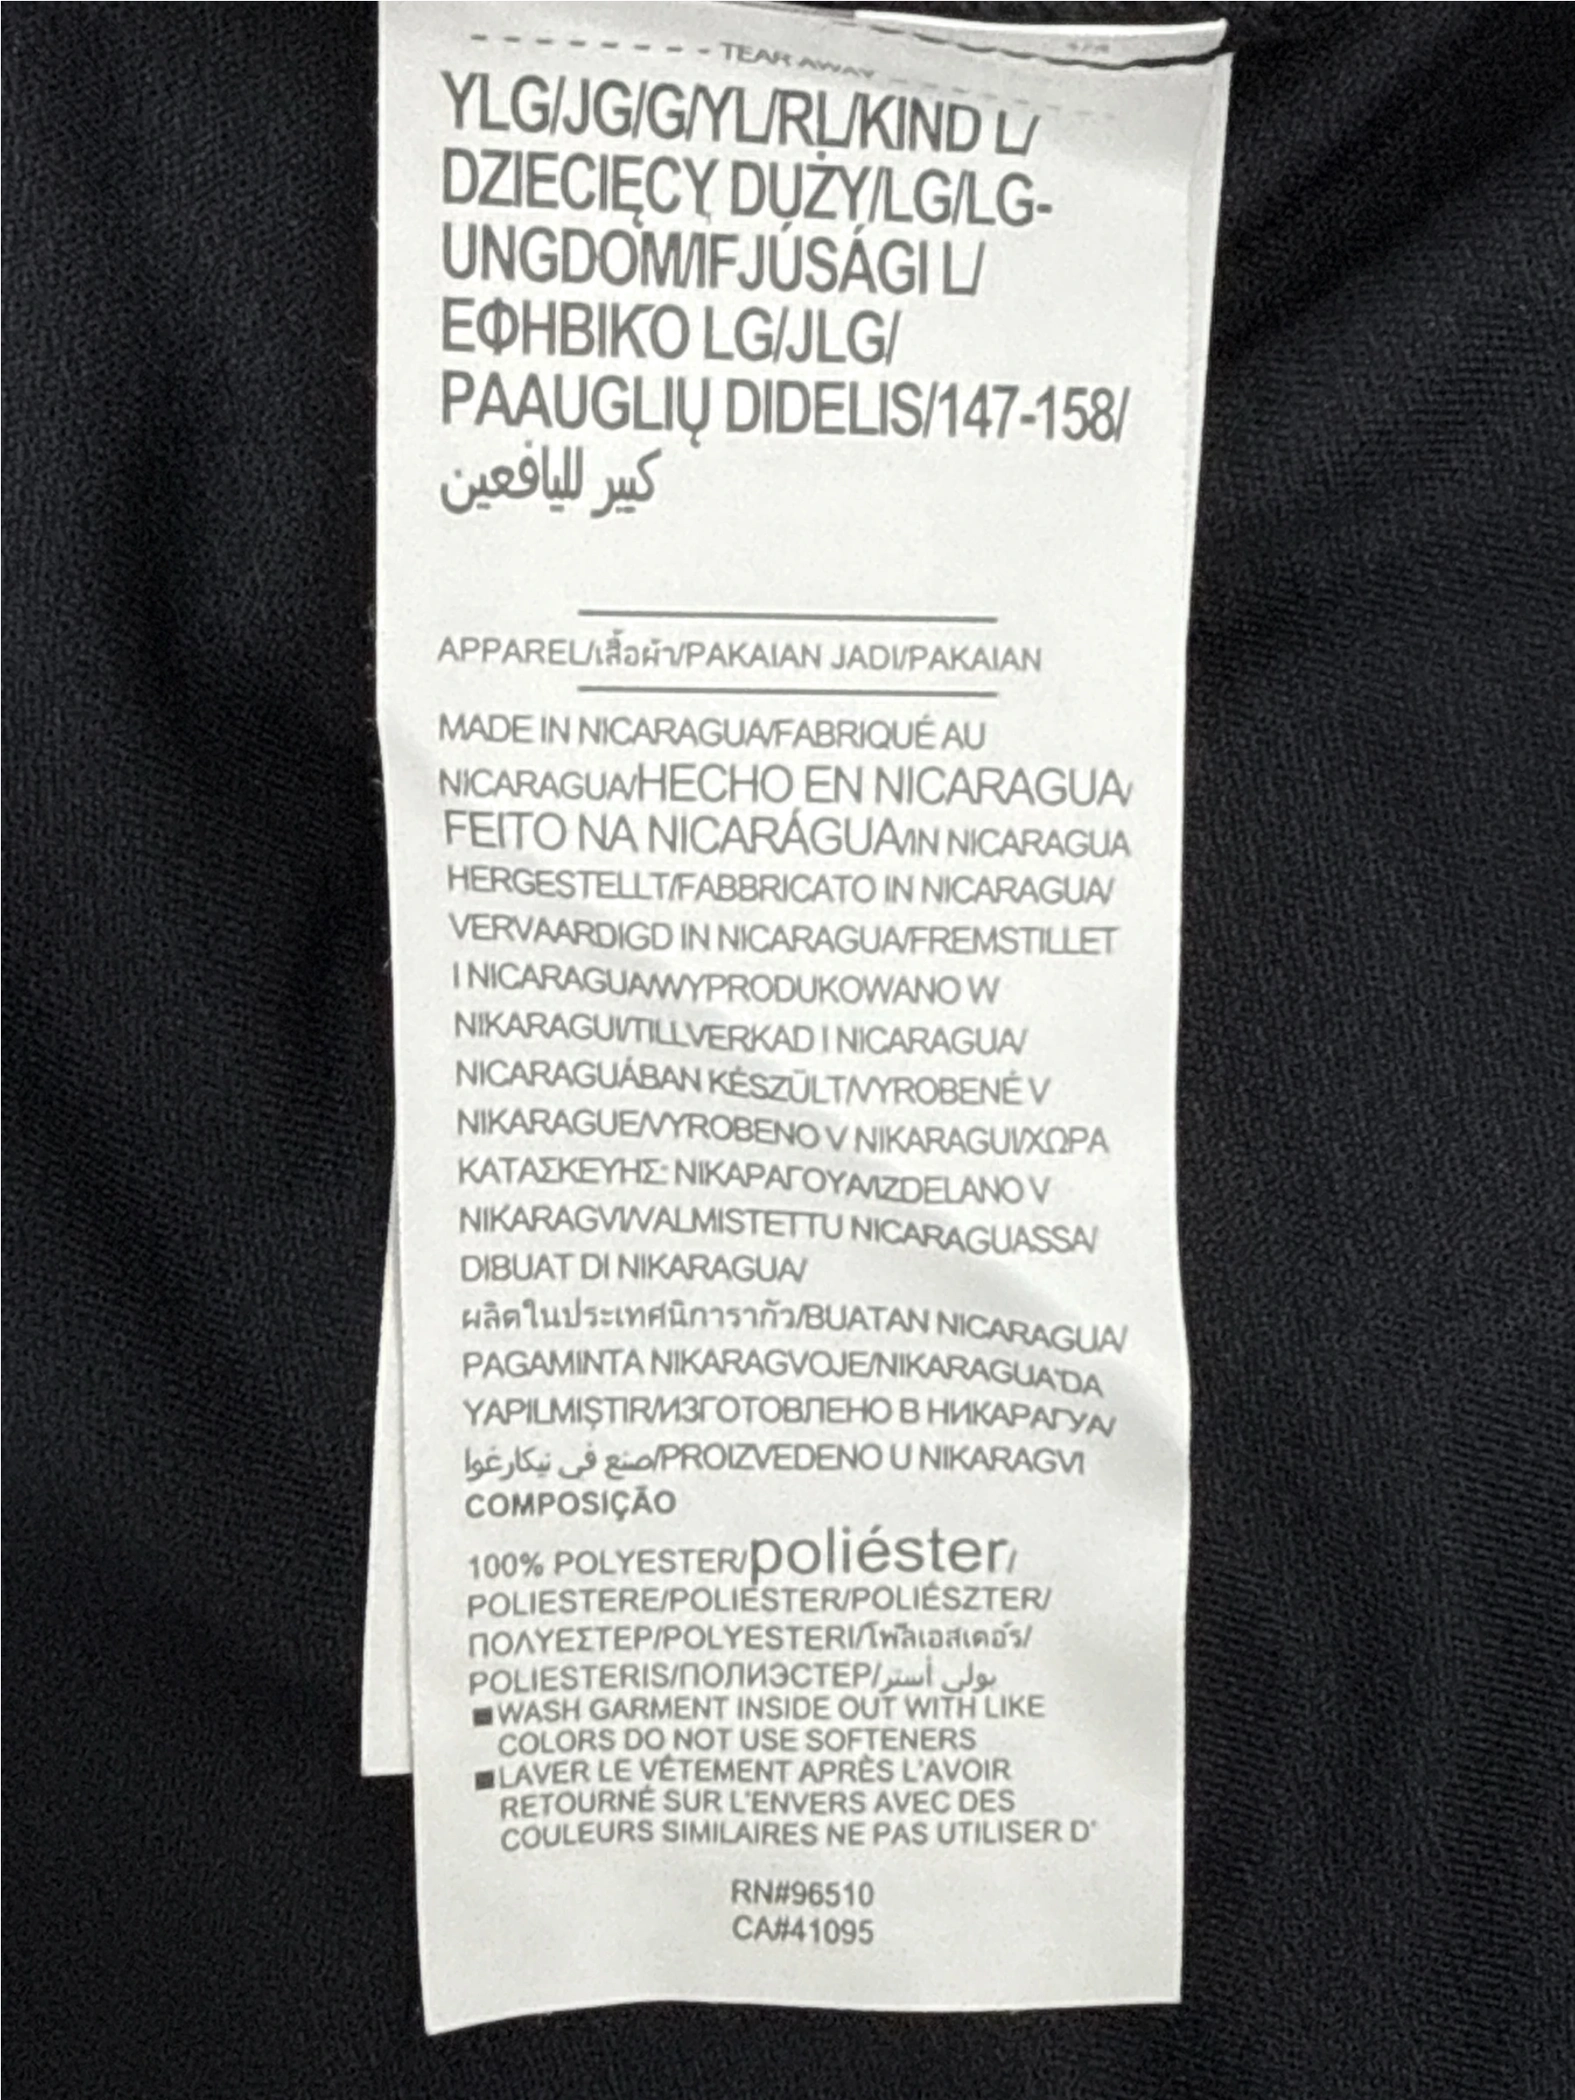 TEAR AWAY
YLG/JG/G/YL/RL/KIND L/
DZIECIĘCY DUŻY/LG/LG-
UNGDOM/IFJÚSÁGI L/
ΕΦΗΒΙΚΟ LG/JLG/
PAAUGLIŲ DIDELIS/147-158/
كبير لليافعين
APPAREL/เสื้อผ้า/PAKAIAN JADI/PAKAIAN
MADE IN NICARAGUA/FABRIQUÉ AU
NICARAGUA/HECHO EN NICARAGUA/
FEITO NA NICARÁGUA/IN NICARAGUA
HERGESTELLT/FABBRICATO IN NICARAGUA/
VERVAARDIGD IN NICARAGUA/FREMSTILLET
I NICARAGUA/WYPRODUKOWANO W
NIKARAGUI/TILLVERKAD I NICARAGUA/
NICARAGUÁBAN KÉSZÜLT/VYROBENÉ V
NIKARAGUE/VYROBENO V NIKARAGUI/ΧΩΡΑ
ΚΑΤΑΣΚΕΥΗΣ: ΝΙΚΑΡΑΓΟΥΑ/IZDELANO V
NIKARAGVI/VALMISTETTU NICARAGUASSA/
DIBUAT DI NIKARAGUA/
ผลิตในประเทศนิการากัว/BUATAN NICARAGUA/
PAGAMINTA NIKARAGVOJE/NIKARAGUA'DA
YAPILMIŞTIR/ИЗГОТОВЛЕНО В НИКАРАГУА/
صنع في نيكارغوا/PROIZVEDENO U NIKARAGVI
COMPOSIÇÃO
100% POLYESTER/poliéster/
POLIESTERE/POLIÉSTER/POLIÉSZTER/
ΠΟΛΥΕΣΤΕΡ/POLYESTERI/โพลีเอสเตอร์/
POLIESTERIS/ПОЛИЭСТЕР/بولي أستر
■ WASH GARMENT INSIDE OUT WITH LIKE
COLORS DO NOT USE SOFTENERS
■ LAVER LE VÊTEMENT APRÈS L'AVOIR
RETOURNÉ SUR L'ENVERS AVEC DES
COULEURS SIMILAIRES NE PAS UTILISER D'
RN#96510
CA#41095